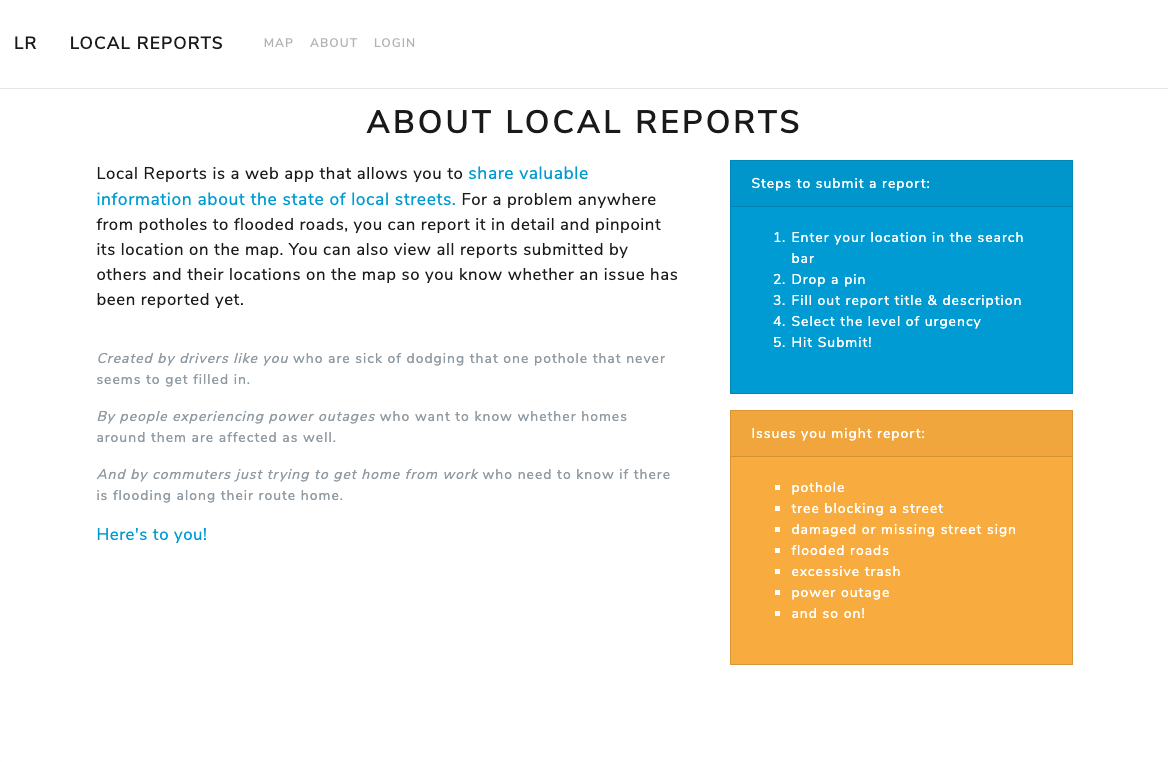 LR LOCAL REPORTS MAP ABOUT LOGIN
ABOUT LOCAL REPORTS
Local Reports is a web app that allows you to share valuable
information about the state of local streets. For a problem anywhere
from potholes to flooded roads, you can report it in detail and pinpoint
its location on the map. You can also view all reports submitted by
others and their locations on the map so you know whether an issue has
been reported yet.
Created by drivers like you who are sick of dodging that one pothole that never
seems to get filled in.
By people experiencing power outages who want to know whether homes
around them are affected as well.
And by commuters just trying to get home from work who need to know if there
is flooding along their route home.
Here's to you!
Steps to submit a report:
1. Enter your location in the search
bar
2. Drop a pin
3. Fill out report title & description
4. Select the level of urgency
5. Hit Submit!
Issues you might report:
▪ pothole
▪ tree blocking a street
▪ damaged or missing street sign
▪ flooded roads
▪ excessive trash
▪ power outage
▪ and so on!